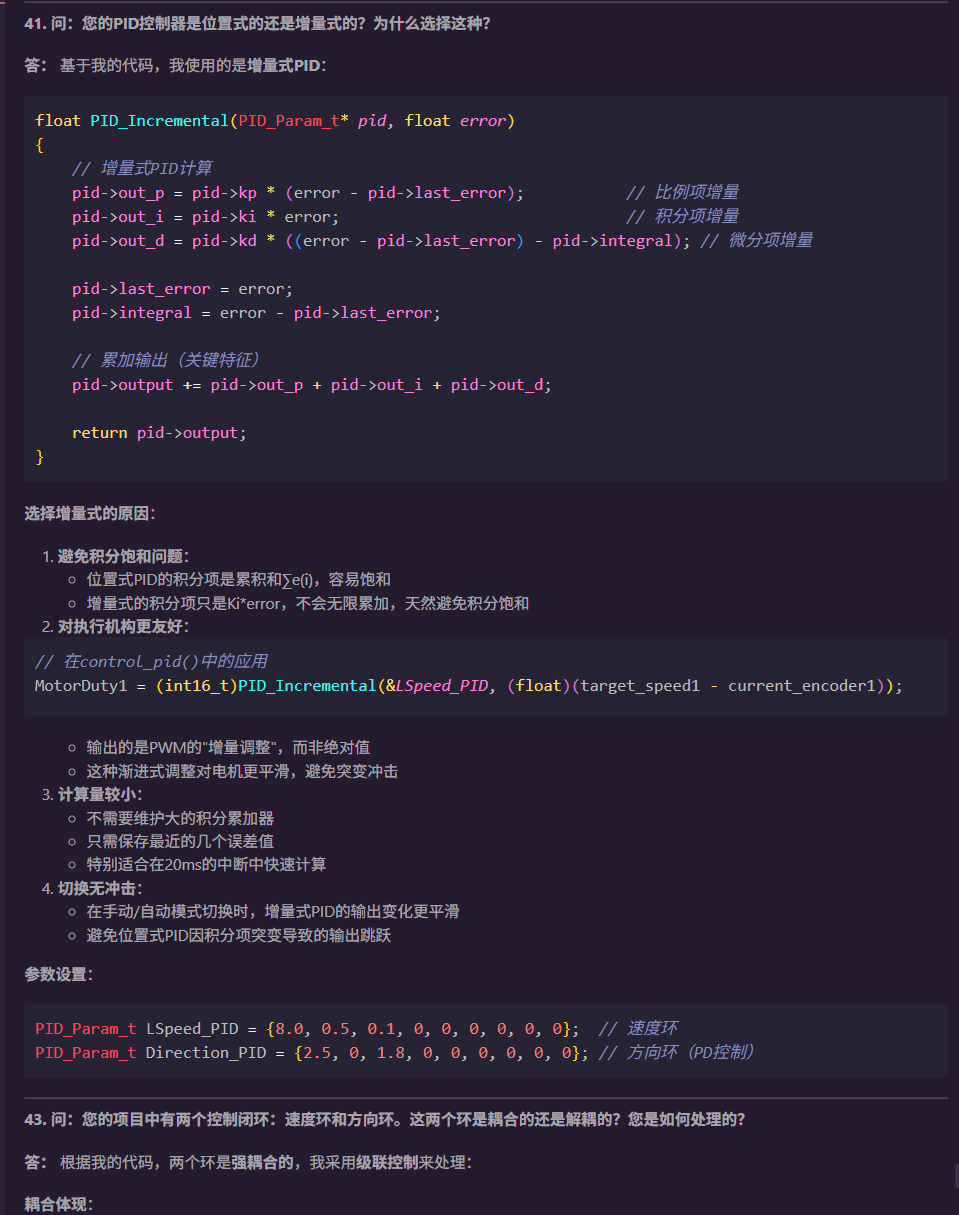 41. 问：您的PID控制器是位置式的还是增量式的？为什么选择这种？
答： 基于我的代码，我使用的是增量式PID：
float PID_Incremental(PID_Param_t* pid, float error)
{
    // 增量式PID计算
    pid->out_p = pid->kp * (error - pid->last_error);           // 比例项增量
    pid->out_i = pid->ki * error;                               // 积分项增量
    pid->out_d = pid->kd * ((error - pid->last_error) - pid->integral); // 微分项增量
    pid->last_error = error;
    pid->integral = error - pid->last_error;
    // 累加输出（关键特征）
    pid->output += pid->out_p + pid->out_i + pid->out_d;
    return pid->output;
}
选择增量式的原因：
1. 避免积分饱和问题：
位置式PID的积分项是累积和∑e(i)，容易饱和
增量式的积分项只是Ki*error，不会无限累加，天然避免积分饱和
2. 对执行机构更友好：
// 在control_pid()中的应用
MotorDuty1 = (int16_t)PID_Incremental(&LSpeed_PID, (float)(target_speed1 - current_encoder1));
输出的是PWM的"增量调整"，而非绝对值
这种渐进式调整对电机更平滑，避免突变冲击
3. 计算量较小：
不需要维护大的积分累加器
只需保存最近的几个误差值
特别适合在20ms的中断中快速计算
4. 切换无冲击：
在手动/自动模式切换时，增量式PID的输出变化更平滑
避免位置式PID因积分项突变导致的输出跳跃
参数设置：
PID_Param_t LSpeed_PID = {8.0, 0.5, 0.1, 0, 0, 0, 0, 0, 0};  // 速度环
PID_Param_t Direction_PID = {2.5, 0, 1.8, 0, 0, 0, 0, 0, 0}; // 方向环（PD控制）
43. 问：您的项目中有两个控制闭环：速度环和方向环。这两个环是耦合的还是解耦的？您是如何处理的？
答： 根据我的代码，两个环是强耦合的，我采用级联控制来处理：
耦合体现：